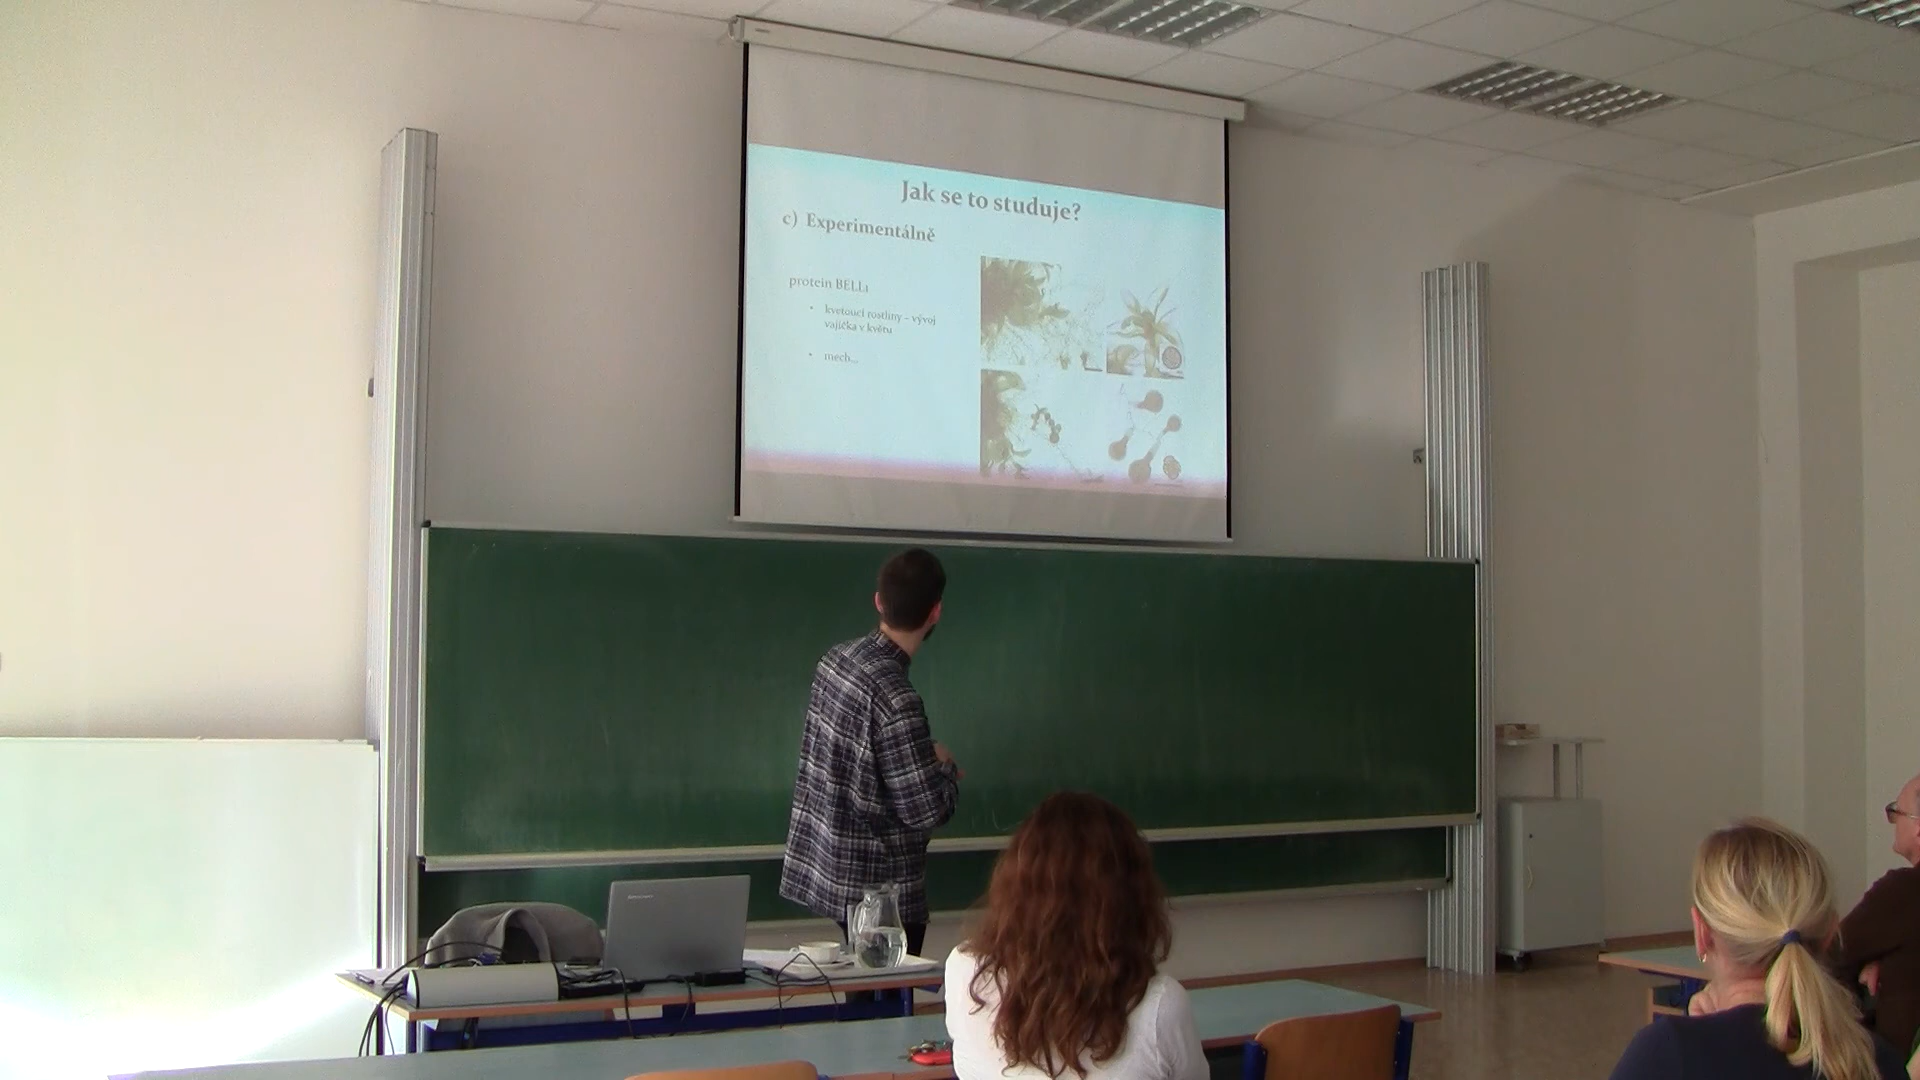 Jak se to studuje?
c) Experimentálně
protein BELL1
• kvetoucí rostliny – vývoj
vajíčka v květu
• mech...